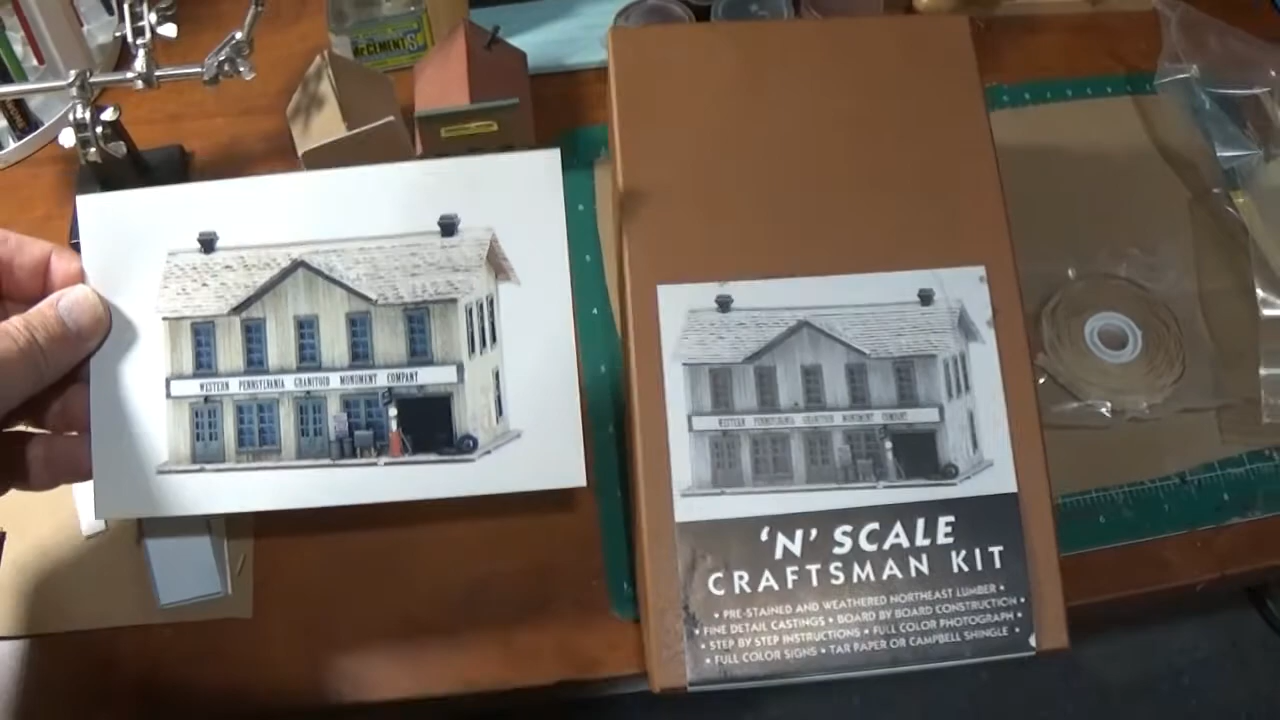 WESTERN PENNSYLVANIA GRANITOID MONUMENT COMPANY
WESTERN PENNSYLVANIA GRANITOID MONUMENT COMPANY
'N' SCALE
CRAFTSMAN KIT
• PRE-STAINED AND WEATHERED NORTHEAST LUMBER •
• FINE DETAIL CASTINGS • BOARD BY BOARD CONSTRUCTION •
• STEP BY STEP INSTRUCTIONS • FULL COLOR PHOTOGRAPH •
• FULL COLOR SIGNS • TAR PAPER OR CAMPBELL SHINGLE •